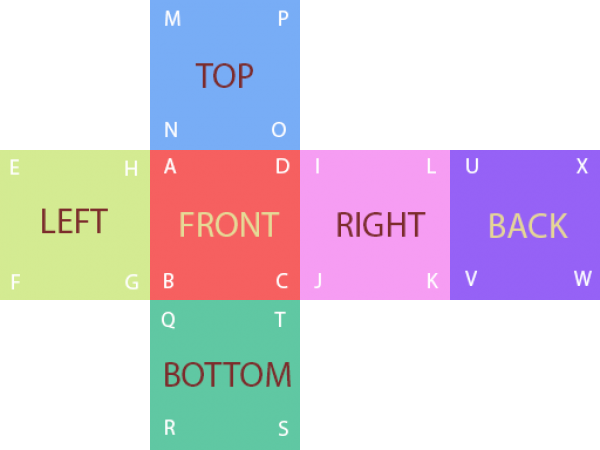 M P
TOP
N O
E H A D I L U X
LEFT FRONT RIGHT BACK
F G B C J K V W
Q T
BOTTOM
R S